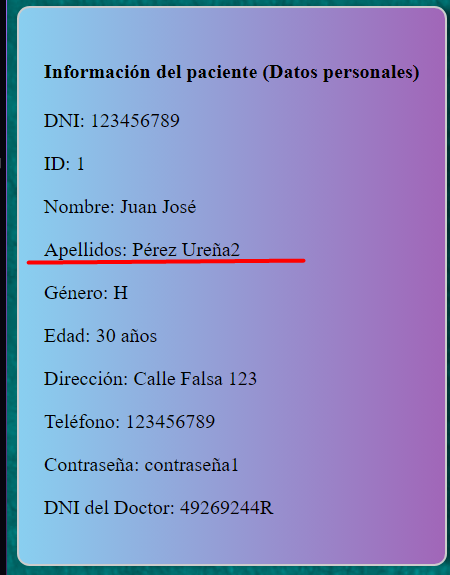 Información del paciente (Datos personales)
DNI: 123456789
ID: 1
Nombre: Juan José
Apellidos: Pérez Ureña2
Género: H
Edad: 30 años
Dirección: Calle Falsa 123
Teléfono: 123456789
Contraseña: contraseña1
DNI del Doctor: 49269244R